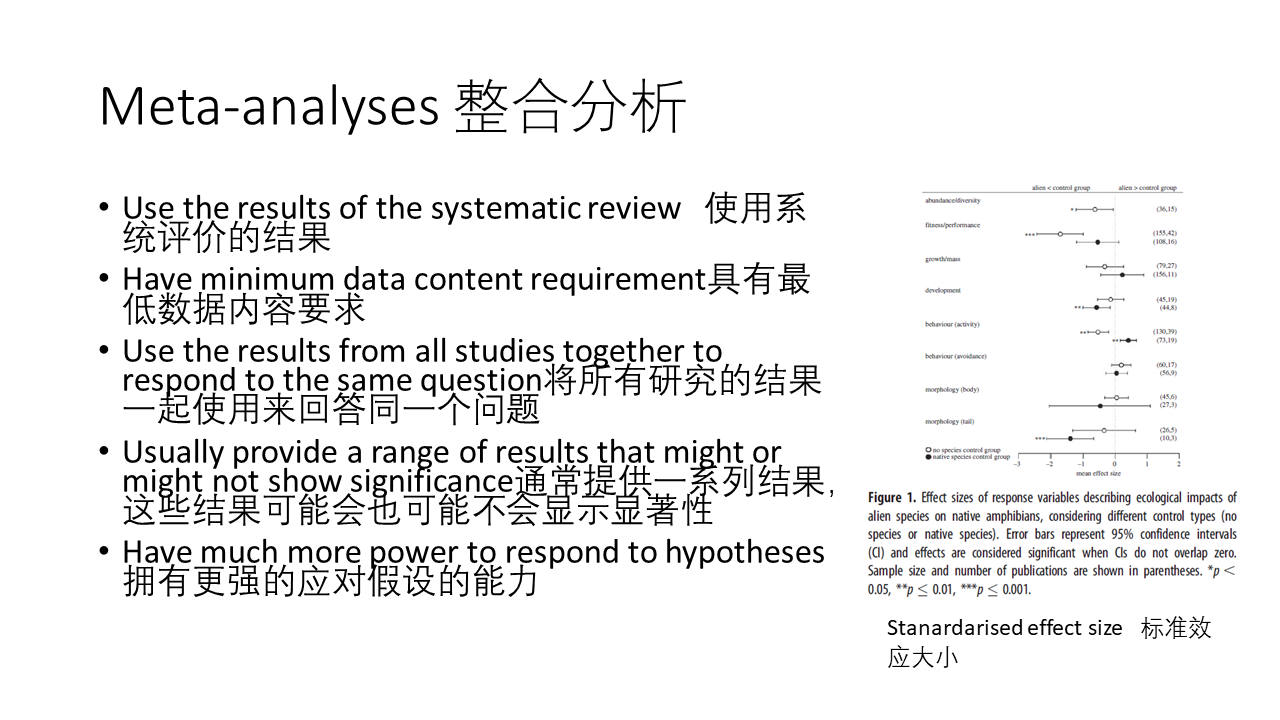 Meta-analyses 整合分析
• Use the results of the systematic review 使用系
统评价的结果
• Have minimum data content requirement具有最
低数据内容要求
• Use the results from all studies together to
respond to the same question将所有研究的结果
一起使用来回答同一个问题
• Usually provide a range of results that might or
might not show significance通常提供一系列结果，
这些结果可能会也可能不会显示显著性
• Have much more power to respond to hypotheses
拥有更强的应对假设的能力
alien < control group alien > control group
abundance/diversity
* (36,15)
fitness/performance
*** (155,42)
(108,16)
growth/mass
(79,27)
(156,11)
development
(45,19)
** (44,8)
behaviour (activity)
** (130,39)
** (73,19)
behaviour (avoidance)
(60,17)
(56,9)
morphology (body)
(45,6)
(27,3)
morphology (tail)
(26,5)
*** (10,3)
no species control group
native species control group
–3 –2 –1 0 1 2
mean effect size
Figure 1. Effect sizes of response variables describing ecological impacts of
alien species on native amphibians, considering different control types (no
species or native species). Error bars represent 95% confidence intervals
(CI) and effects are considered significant when CIs do not overlap zero.
Sample size and number of publications are shown in parentheses. *p <
0.05, **p ≤ 0.01, ***p ≤ 0.001.
Stanardarised effect size 标准效
应大小